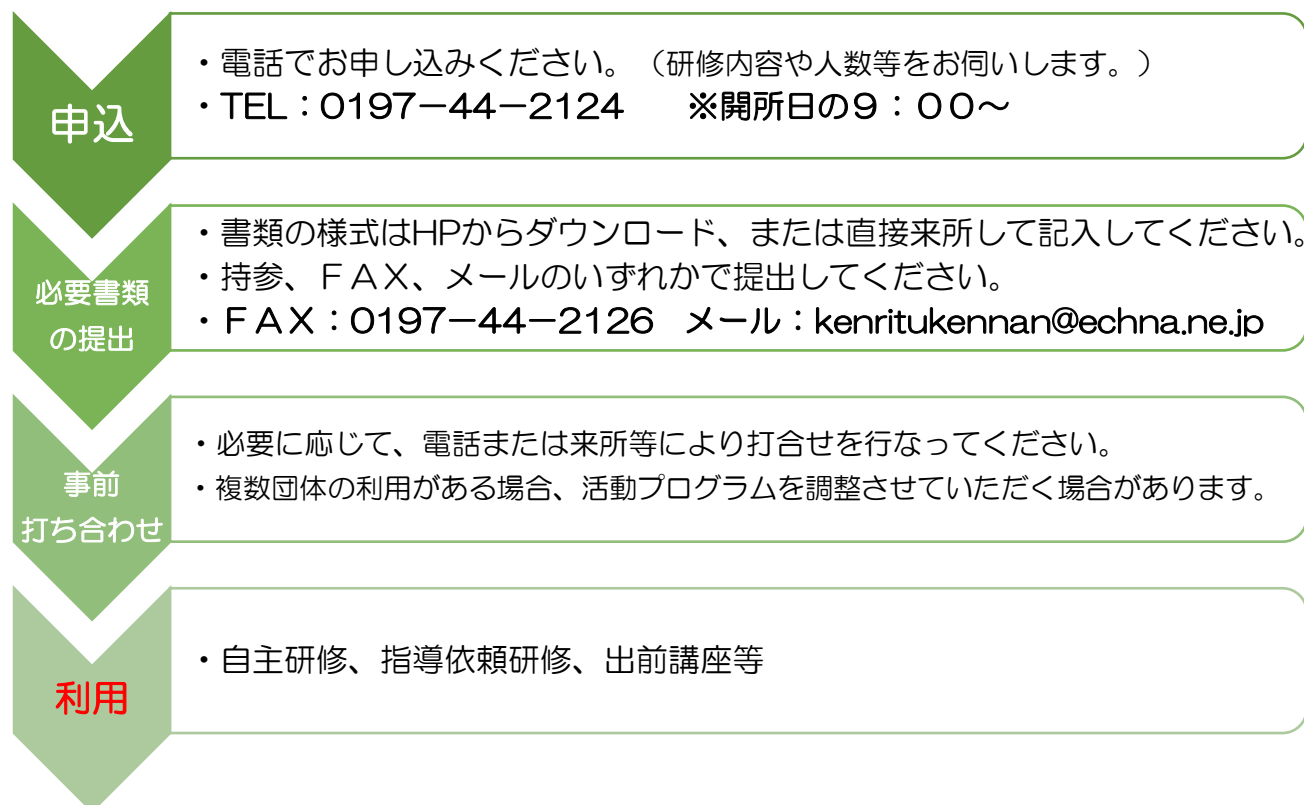 申込
・電話でお申し込みください。（研修内容や人数等をお伺いします。）
・TEL：0197－44－2124　　※開所日の9：００～
必要書類
の提出
・書類の様式はHPからダウンロード、または直接来所して記入してください。
・持参、ＦＡＸ、メールのいずれかで提出してください。
・ＦＡＸ：0197－44－2126　メール：kenritukennan@echna.ne.jp
事前
打ち合わせ
・必要に応じて、電話または来所等により打合せを行なってください。
・複数団体の利用がある場合、活動プログラムを調整させていただく場合があります。
利用
・自主研修、指導依頼研修、出前講座等